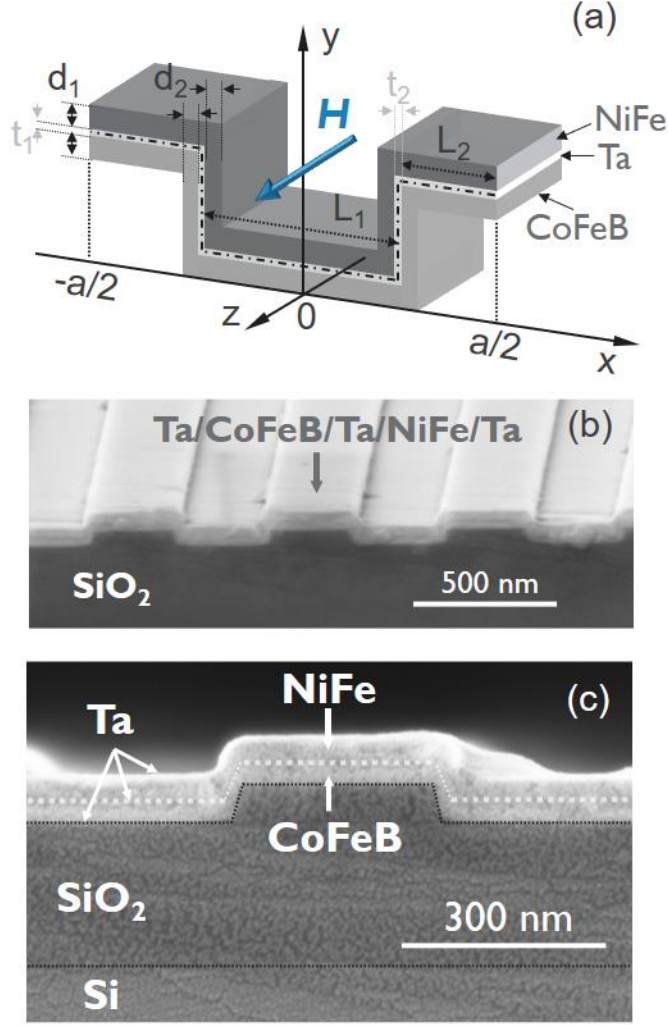 (a)
y
d₁
d₂
t₂
H
NiFe
t₁
L₂
Ta
L₁
CoFeB
-a/2
z
0
a/2
x
Ta/CoFeB/Ta/NiFe/Ta
(b)
SiO₂
500 nm
NiFe
(c)
Ta
CoFeB
SiO₂
300 nm
Si